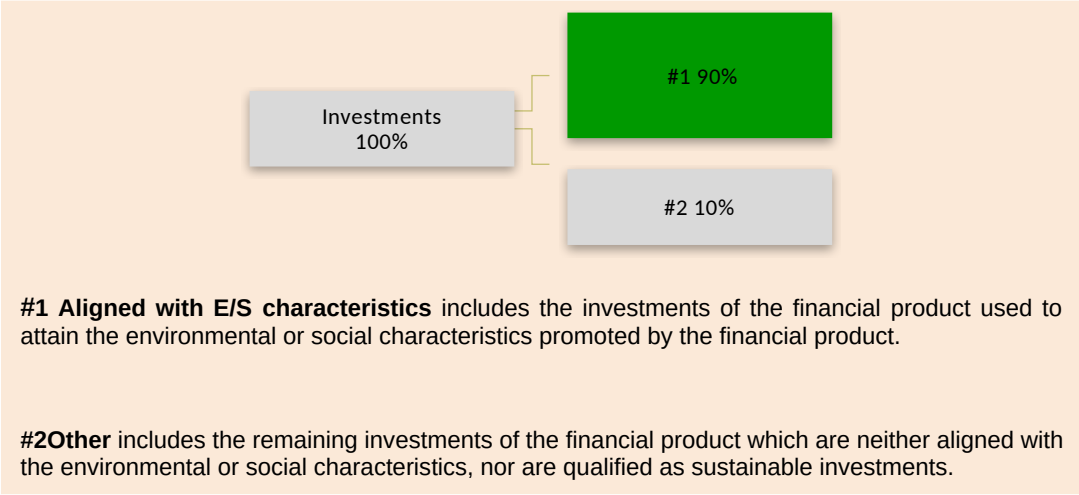 #1 90%
Investments
100%
#2 10%
#1 Aligned with E/S characteristics includes the investments of the financial product used to
attain the environmental or social characteristics promoted by the financial product.
#2Other includes the remaining investments of the financial product which are neither aligned with
the environmental or social characteristics, nor are qualified as sustainable investments.